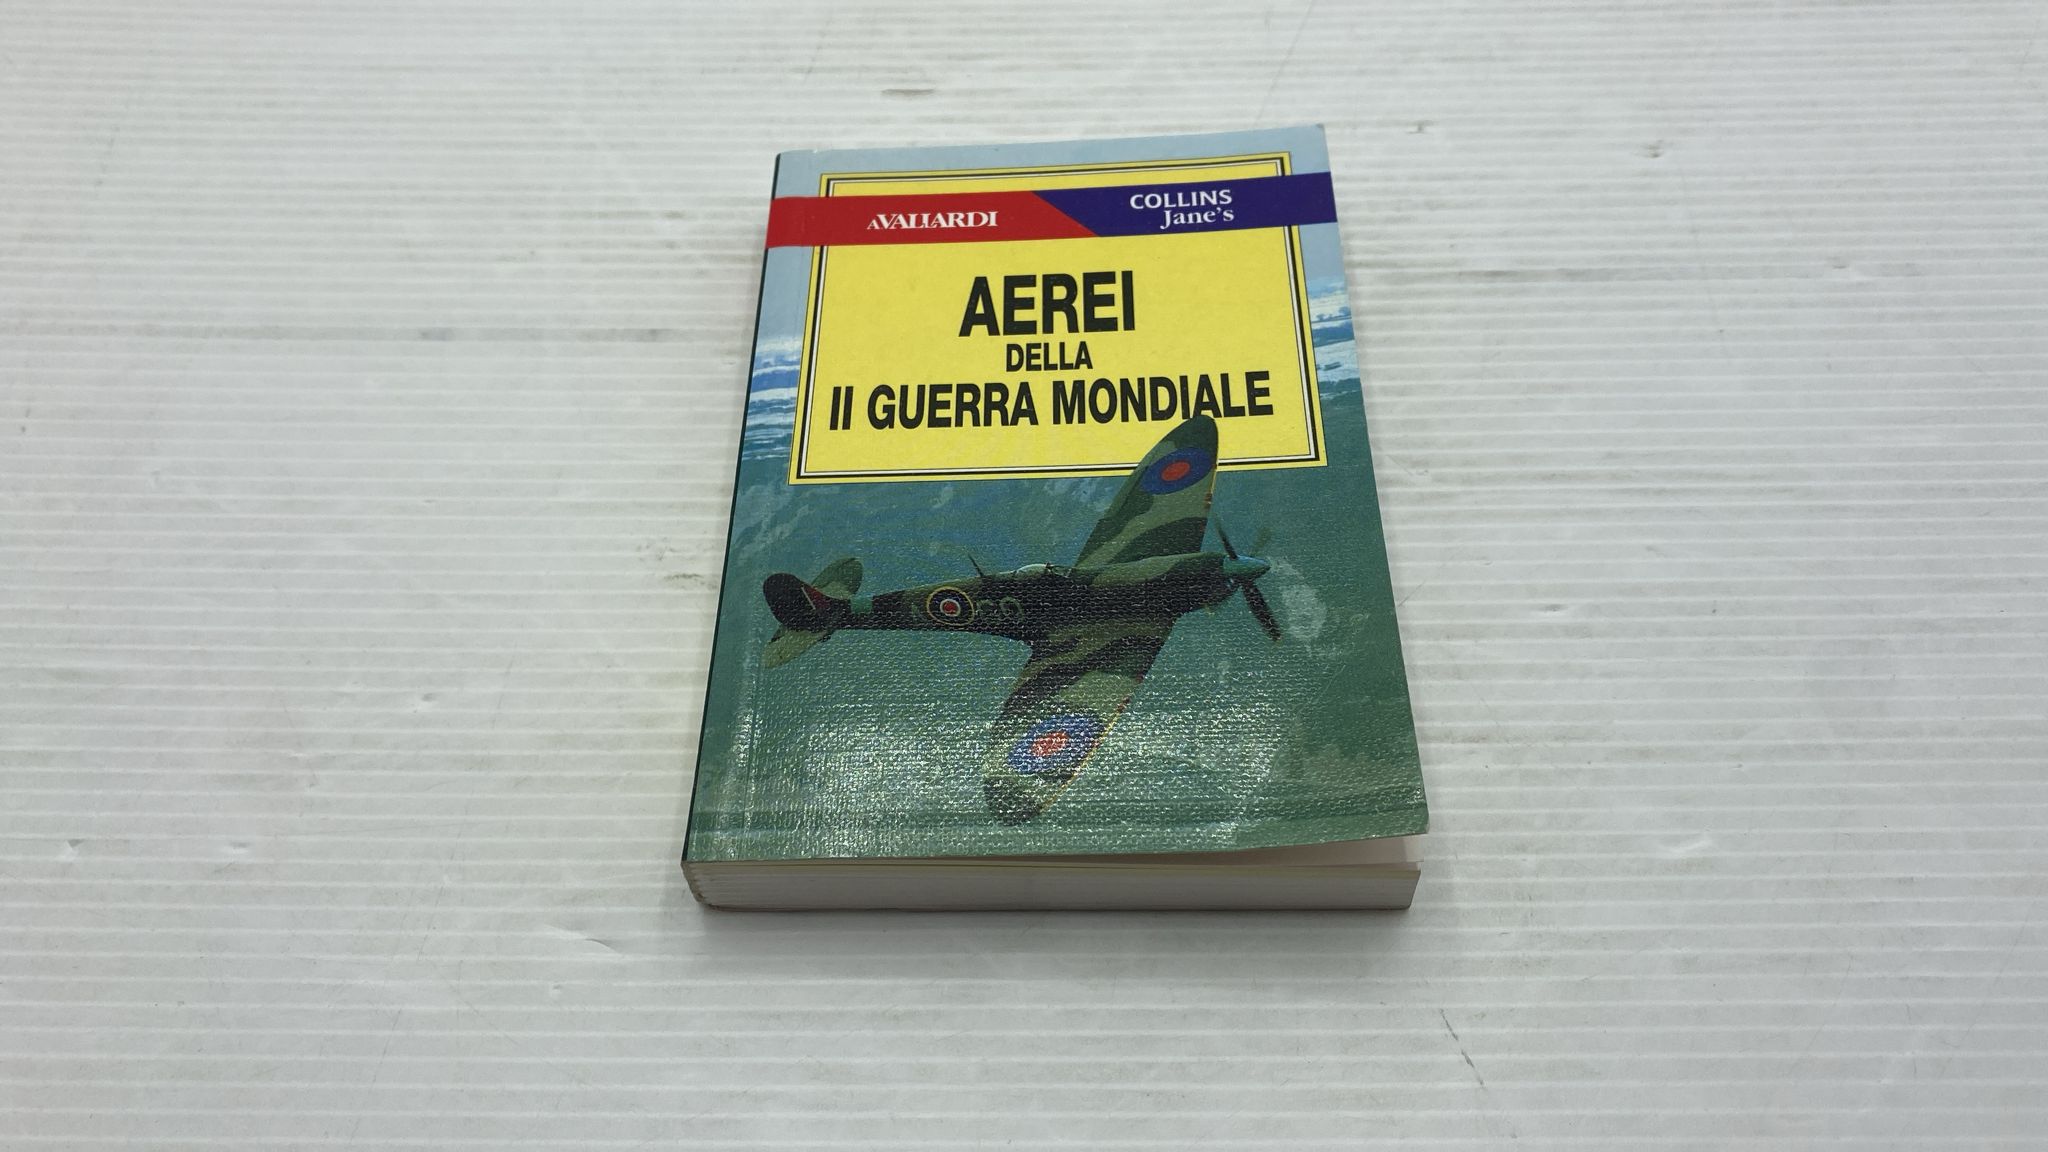 AVALLARDI
COLLINS
Jane's
AEREI
DELLA
II GUERRA MONDIALE